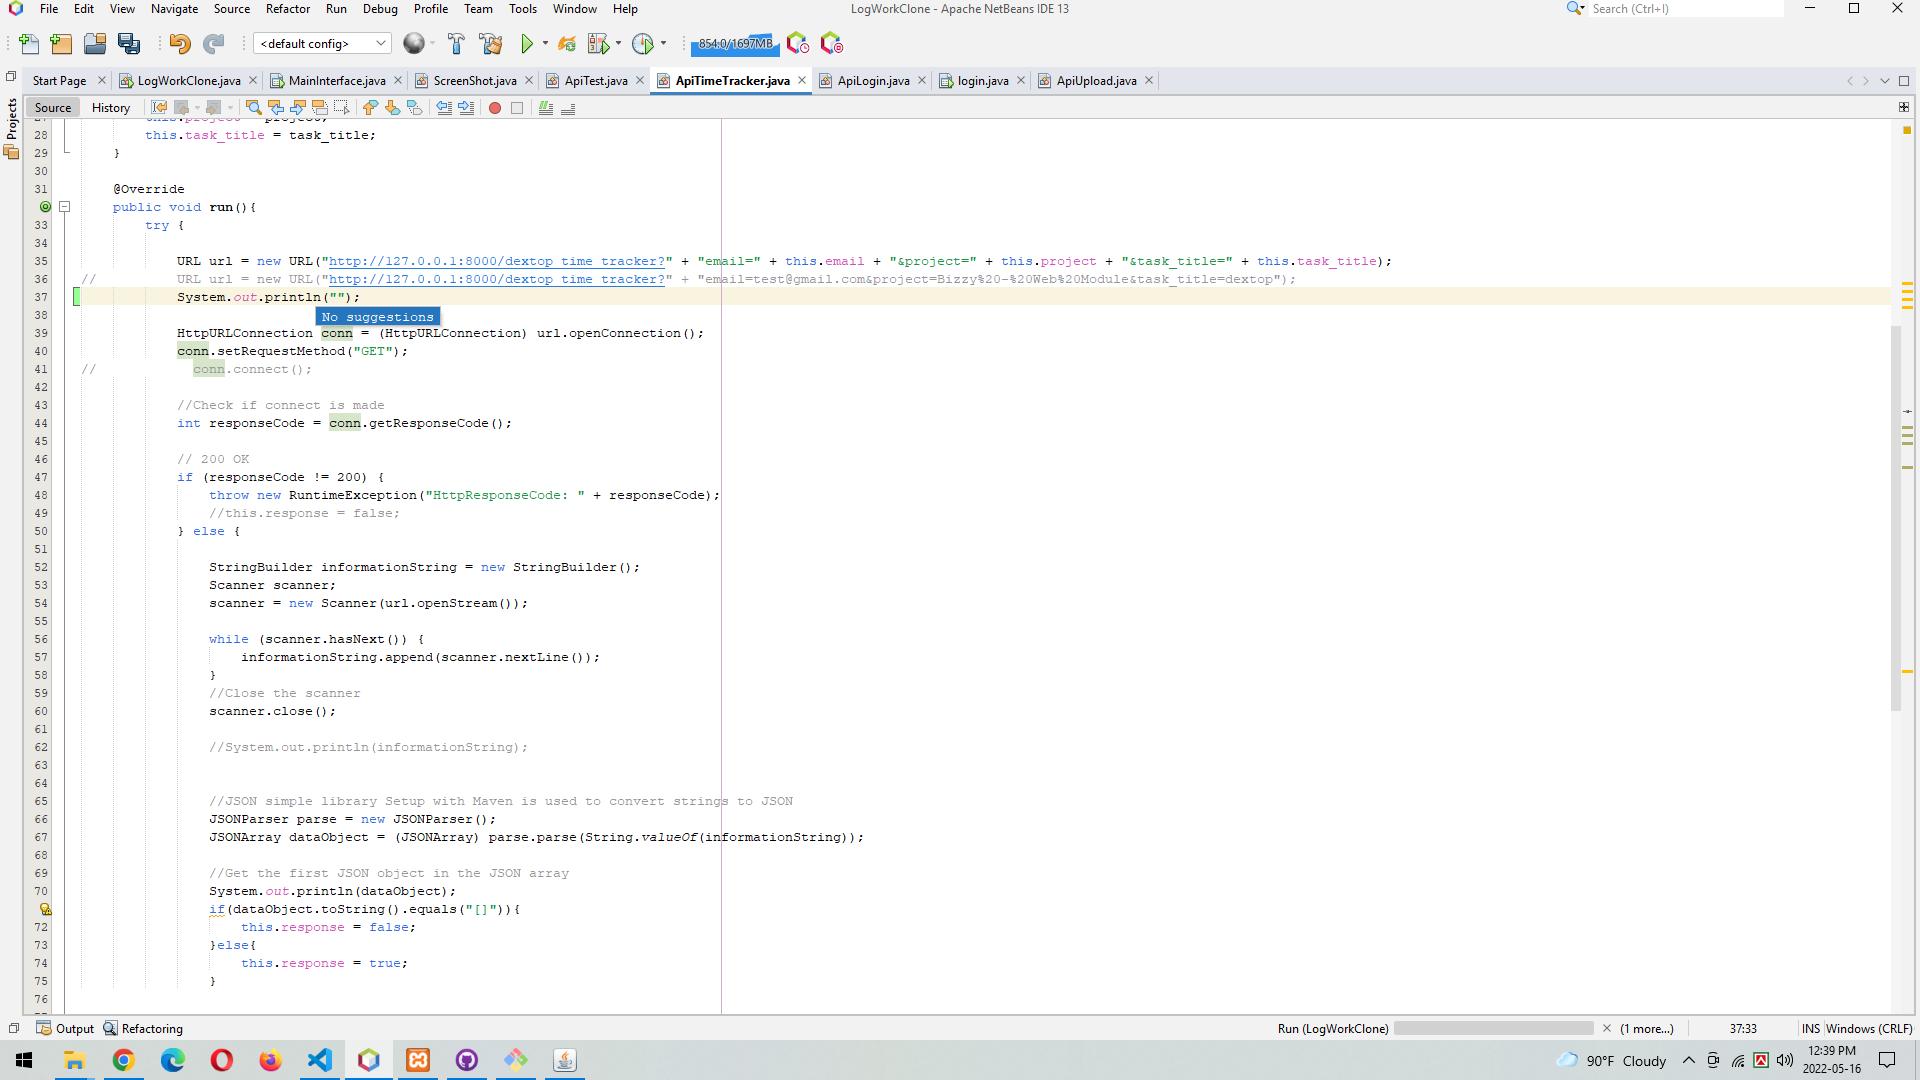 File Edit View Navigate Source Refactor Run Debug Profile Team Tools Window Help
LogWorkClone - Apache NetBeans IDE 13
Search (Ctrl+I)
<default config>
854.0/1697MB
Start Page LogWorkClone.java MainInterface.java ScreenShot.java ApiTest.java ApiTimeTracker.java ApiLogin.java login.java ApiUpload.java
Source History
Projects
28 this.task_title = task_title;
29 }
30
31 @Override
public void run(){
33 try {
34
35 URL url = new URL("http://127.0.0.1:8000/dextop_time_tracker?" + "email=" + this.email + "&project=" + this.project + "&task_title=" + this.task_title);
36 // URL url = new URL("http://127.0.0.1:8000/dextop_time_tracker?" + "email=test@gmail.com&project=Bizzy%20-%20Web%20Module&task_title=dextop");
37 System.out.println("");
38 No suggestions
39 HttpURLConnection conn = (HttpURLConnection) url.openConnection();
40 conn.setRequestMethod("GET");
41 // conn.connect();
42
43 //Check if connect is made
44 int responseCode = conn.getResponseCode();
45
46 // 200 OK
47 if (responseCode != 200) {
48 throw new RuntimeException("HttpResponseCode: " + responseCode);
49 //this.response = false;
50 } else {
51
52 StringBuilder informationString = new StringBuilder();
53 Scanner scanner;
54 scanner = new Scanner(url.openStream());
55
56 while (scanner.hasNext()) {
57 informationString.append(scanner.nextLine());
58 }
59 //Close the scanner
60 scanner.close();
61
62 //System.out.println(informationString);
63
64
65 //JSON simple library Setup with Maven is used to convert strings to JSON
66 JSONParser parse = new JSONParser();
67 JSONArray dataObject = (JSONArray) parse.parse(String.valueOf(informationString));
68
69 //Get the first JSON object in the JSON array
70 System.out.println(dataObject);
if(dataObject.toString().equals("[]")){
72 this.response = false;
73 }else{
74 this.response = true;
75 }
76
Output Refactoring
Run (LogWorkClone) (1 more...) 37:33 INS Windows (CRLF)
90°F Cloudy
12:39 PM
2022-05-16